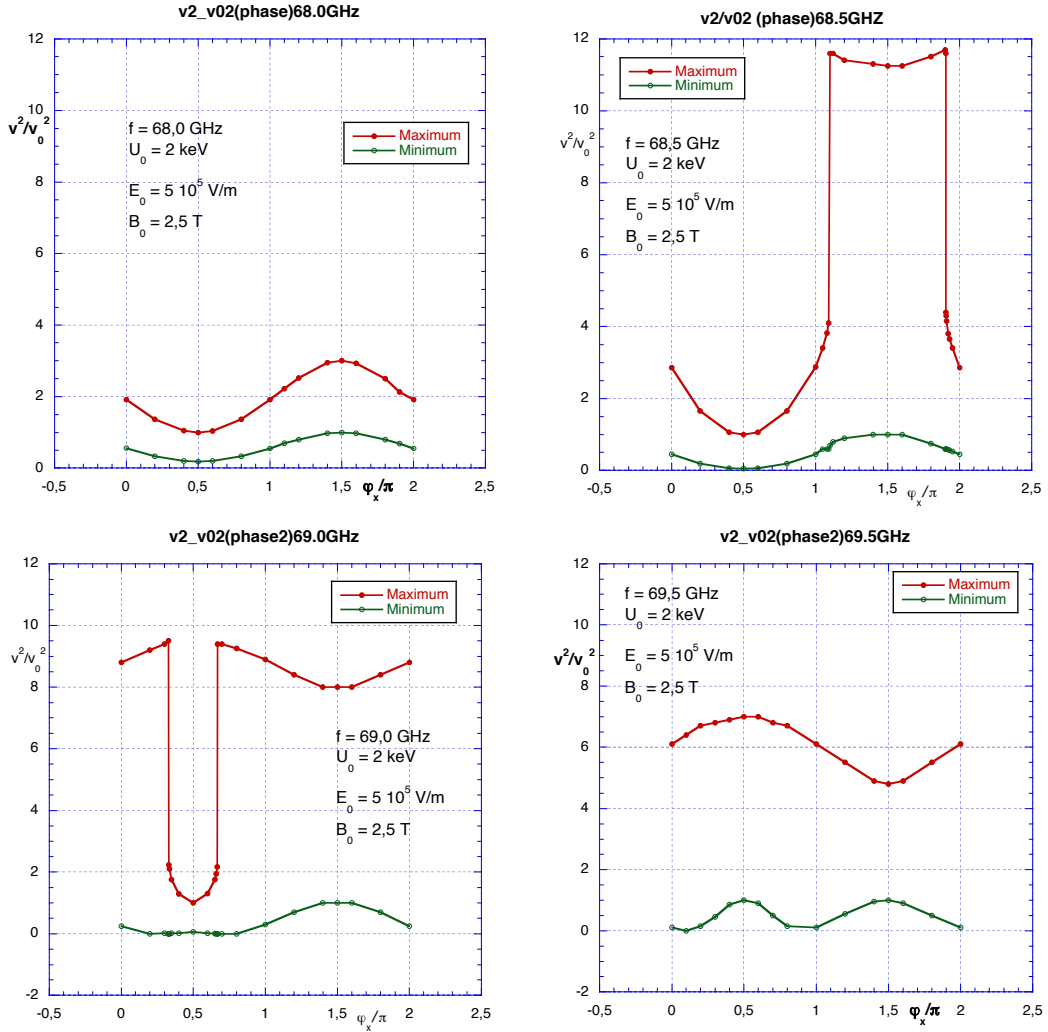 v2_v02(phase)68.0GHz
12
10
v²/v₀²
8
6
4
2
0
f = 68,0 GHz
U₀ = 2 keV
E₀ = 5 10⁵ V/m
B₀ = 2,5 T
Maximum
Minimum
-0,5 0 0,5 1 1,5 2 2,5
φₓ/π
v2/v02 (phase)68.5GHZ
12
10
v²/v₀²
8
6
4
2
0
Maximum
Minimum
f = 68,5 GHz
U₀ = 2 keV
E₀ = 5 10⁵ V/m
B₀ = 2,5 T
-0,5 0 0,5 1 1,5 2 2,5
φₓ/π
v2_v02(phase2)69.0GHz
12
10
v²/v₀²
8
6
4
2
0
-2
Maximum
Minimum
f = 69,0 GHz
U₀ = 2 keV
E₀ = 5 10⁵ V/m
B₀ = 2,5 T
-0,5 0 0,5 1 1,5 2 2,5
φₓ/π
v2_v02(phase2)69.5GHz
12
10
v²/v₀²
8
6
4
2
0
-2
f = 69,5 GHz
U₀ = 2 keV
E₀ = 5 10⁵ V/m
B₀ = 2,5 T
Maximum
Minimum
-0,5 0 0,5 1 1,5 2 2,5
φₓ/π